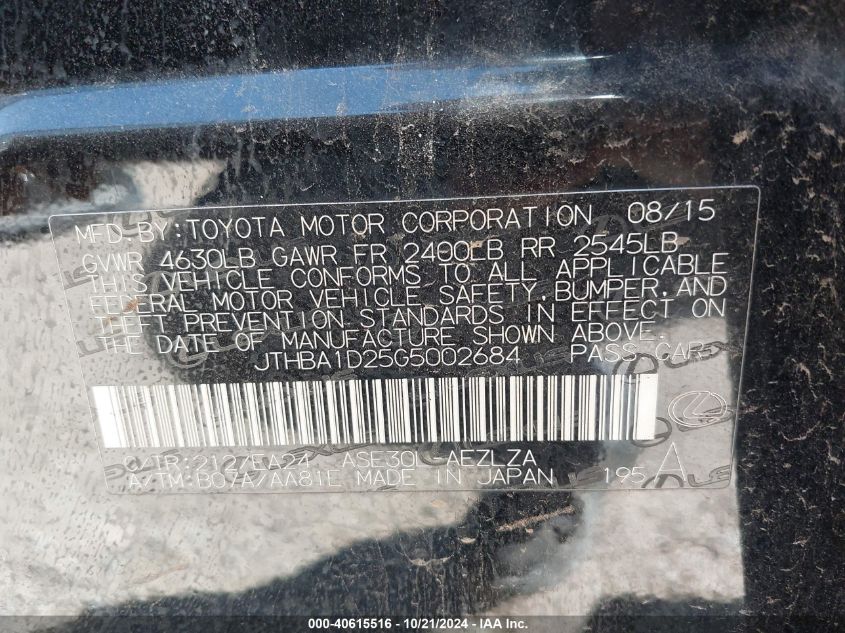 MFD.BY:TOYOTA MOTOR CORPORATION 08/15
GVWR 4630LB GAWR FR 2400LB RR 2545LB
THIS VEHICLE CONFORMS TO ALL APPLICABLE
FEDERAL MOTOR VEHICLE SAFETY,BUMPER,AND
THEFT PREVENTION STANDARDS IN EFFECT ON
THE DATE OF MANUFACTURE SHOWN ABOVE.
JTHBA1D25G5002684 PASS CAR
C/TR:212/EA24 ASE30L-AEZLZA
A/TM:B07A/AA81E MADE IN JAPAN 195 A
000-40615516 - 10/21/2024 - IAA Inc.